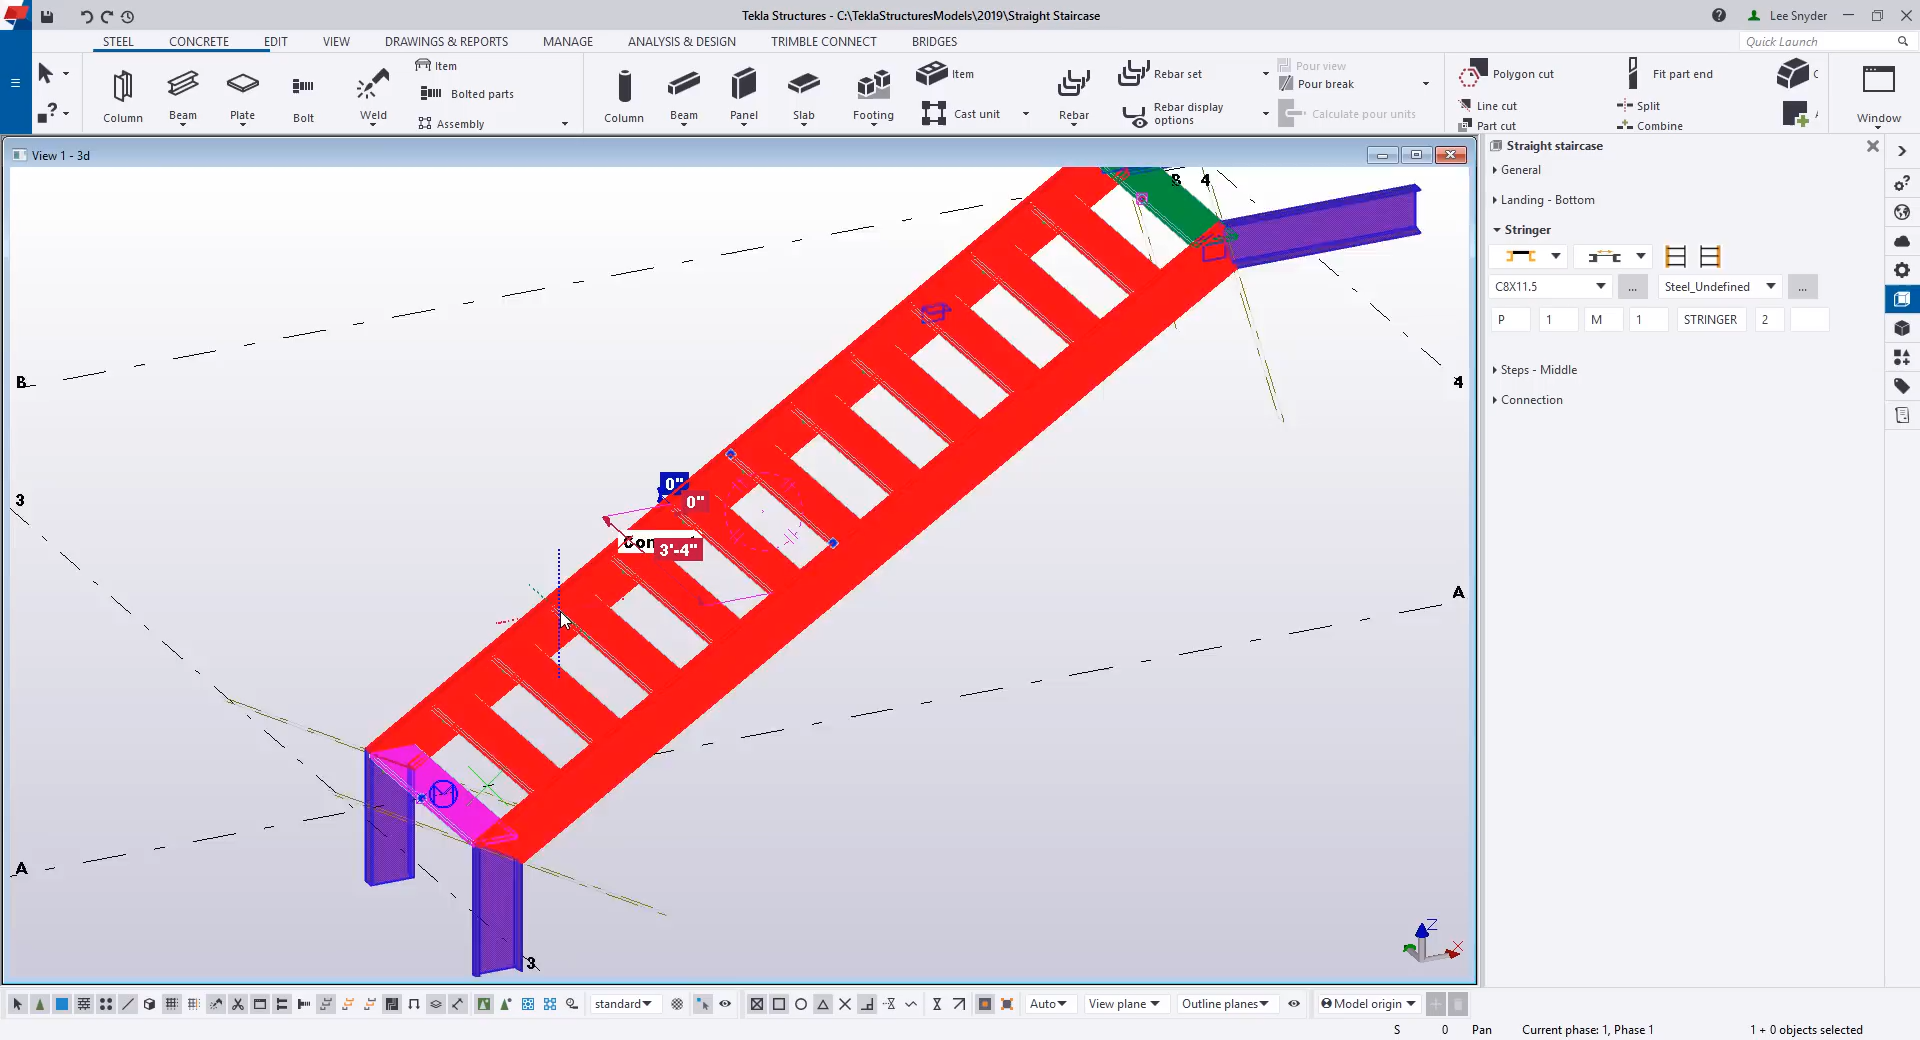 Tekla Structures - C:\TeklaStructuresModels\2019\Straight Staircase
Lee Snyder
STEEL CONCRETE EDIT VIEW DRAWINGS & REPORTS MANAGE ANALYSIS & DESIGN TRIMBLE CONNECT BRIDGES
Quick Launch
Column
Beam
Plate
Bolt
Weld
Item
Bolted parts
Assembly
Column
Beam
Panel
Slab
Footing
Item
Cast unit
Rebar
Rebar set
Rebar display
options
Pour view
Pour break
Calculate pour units
Polygon cut
Line cut
Part cut
Fit part end
Split
Combine
Window
View 1 - 3d
B 4
B
4
3
0"
0"
3'-4"
A
A
3
Z
X
Straight staircase
General
Landing - Bottom
Stringer
C8X11.5 ... Steel_Undefined ...
P 1 M 1 STRINGER 2
Steps - Middle
Connection
standard
Auto
View plane
Outline planes
Model origin
S 0 Pan Current phase: 1, Phase 1 1 + 0 objects selected